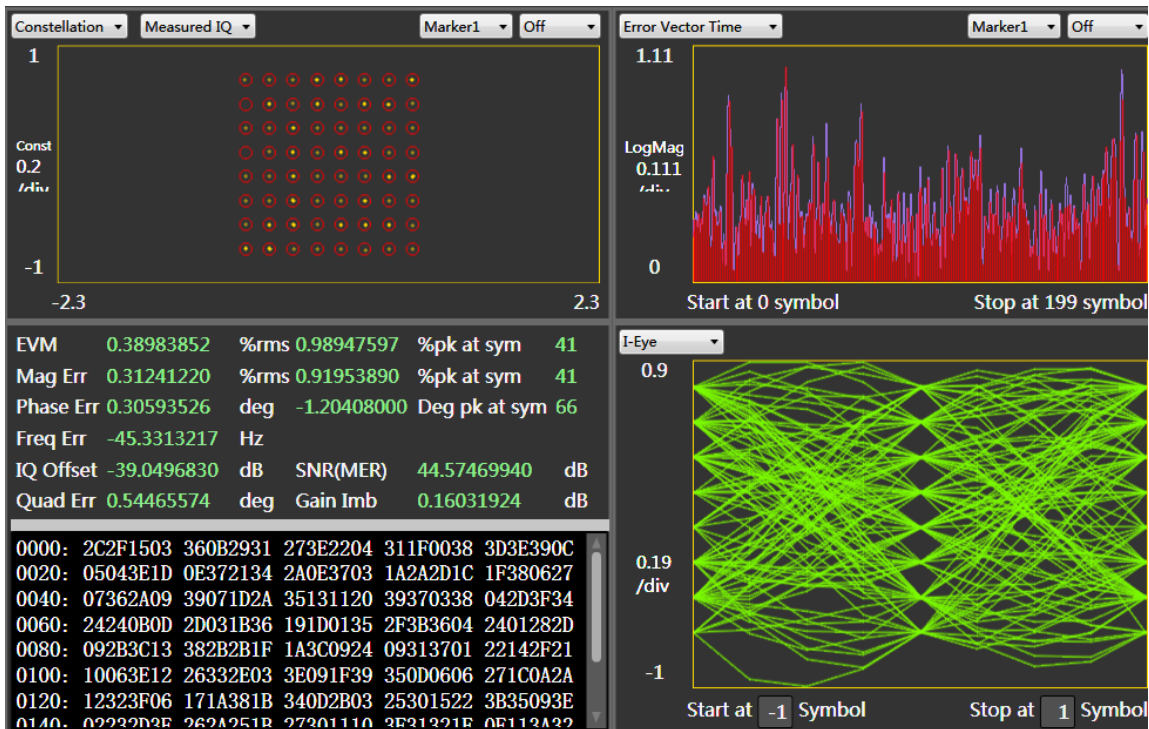 Constellation Measured IQ Marker1 Off
1
Const
0.2
/div
-1
-2.3 2.3
Error Vector Time Marker1 Off
1.11
LogMag
0.111
/div
0
Start at 0 symbol Stop at 199 symbol
EVM 0.38983852 %rms 0.98947597 %pk at sym 41
Mag Err 0.31241220 %rms 0.91953890 %pk at sym 41
Phase Err 0.30593526 deg -1.20408000 Deg pk at sym 66
Freq Err -45.3313217 Hz
IQ Offset -39.0496830 dB SNR(MER) 44.57469940 dB
Quad Err 0.54465574 deg Gain Imb 0.16031924 dB
0000: 2C2F1503 360B2931 273E2204 311F0038 3D3E390C
0020: 05043E1D 0E372134 2A0E3703 1A2A2D1C 1F380627
0040: 07362A09 39071D2A 35131120 39370338 042D3F34
0060: 24240B0D 2D031B36 191D0135 2F3B3604 2401282D
0080: 092B3C13 382B2B1F 1A3C0924 09313701 22142F21
0100: 10063E12 26332E03 3E091F39 350D0606 271C0A2A
0120: 12323F06 171A381B 340D2B03 25301522 3B35093E
0140: 02232D3F 262A251B 27301110 3F31321F 0F113A32
I-Eye
0.9
0.19
/div
-1
Start at -1 Symbol Stop at 1 Symbol